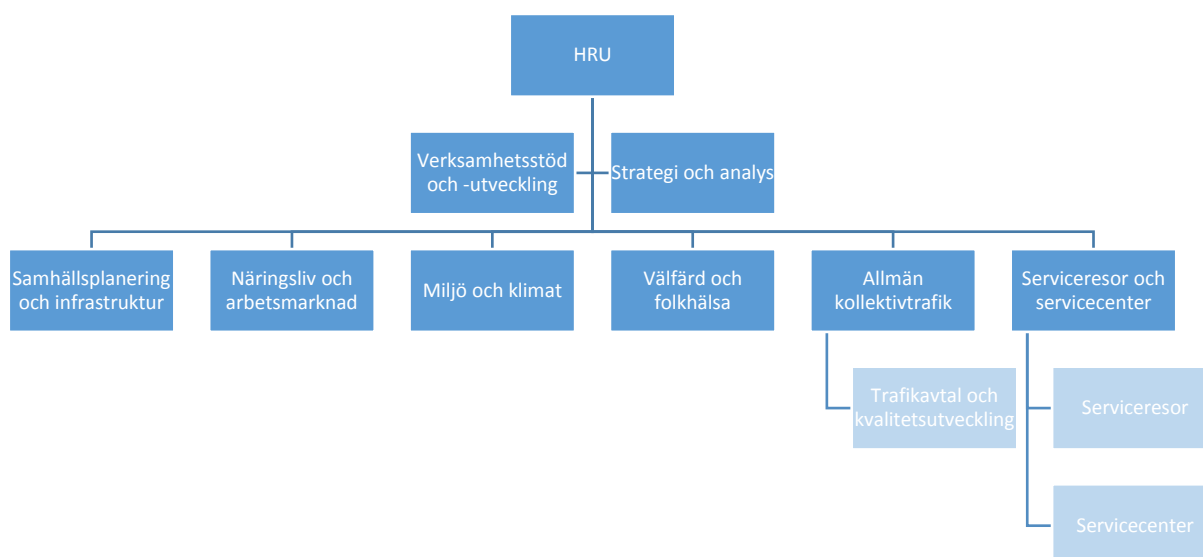 HRU
Verksamhetsstöd
och -utveckling
Strategi och analys
Samhällsplanering
och infrastruktur
Näringsliv och
arbetsmarknad
Miljö och klimat
Välfärd och
folkhälsa
Allmän
kollektivtrafik
Serviceresor och
servicecenter
Trafikavtal och
kvalitetsutveckling
Serviceresor
Servicecenter